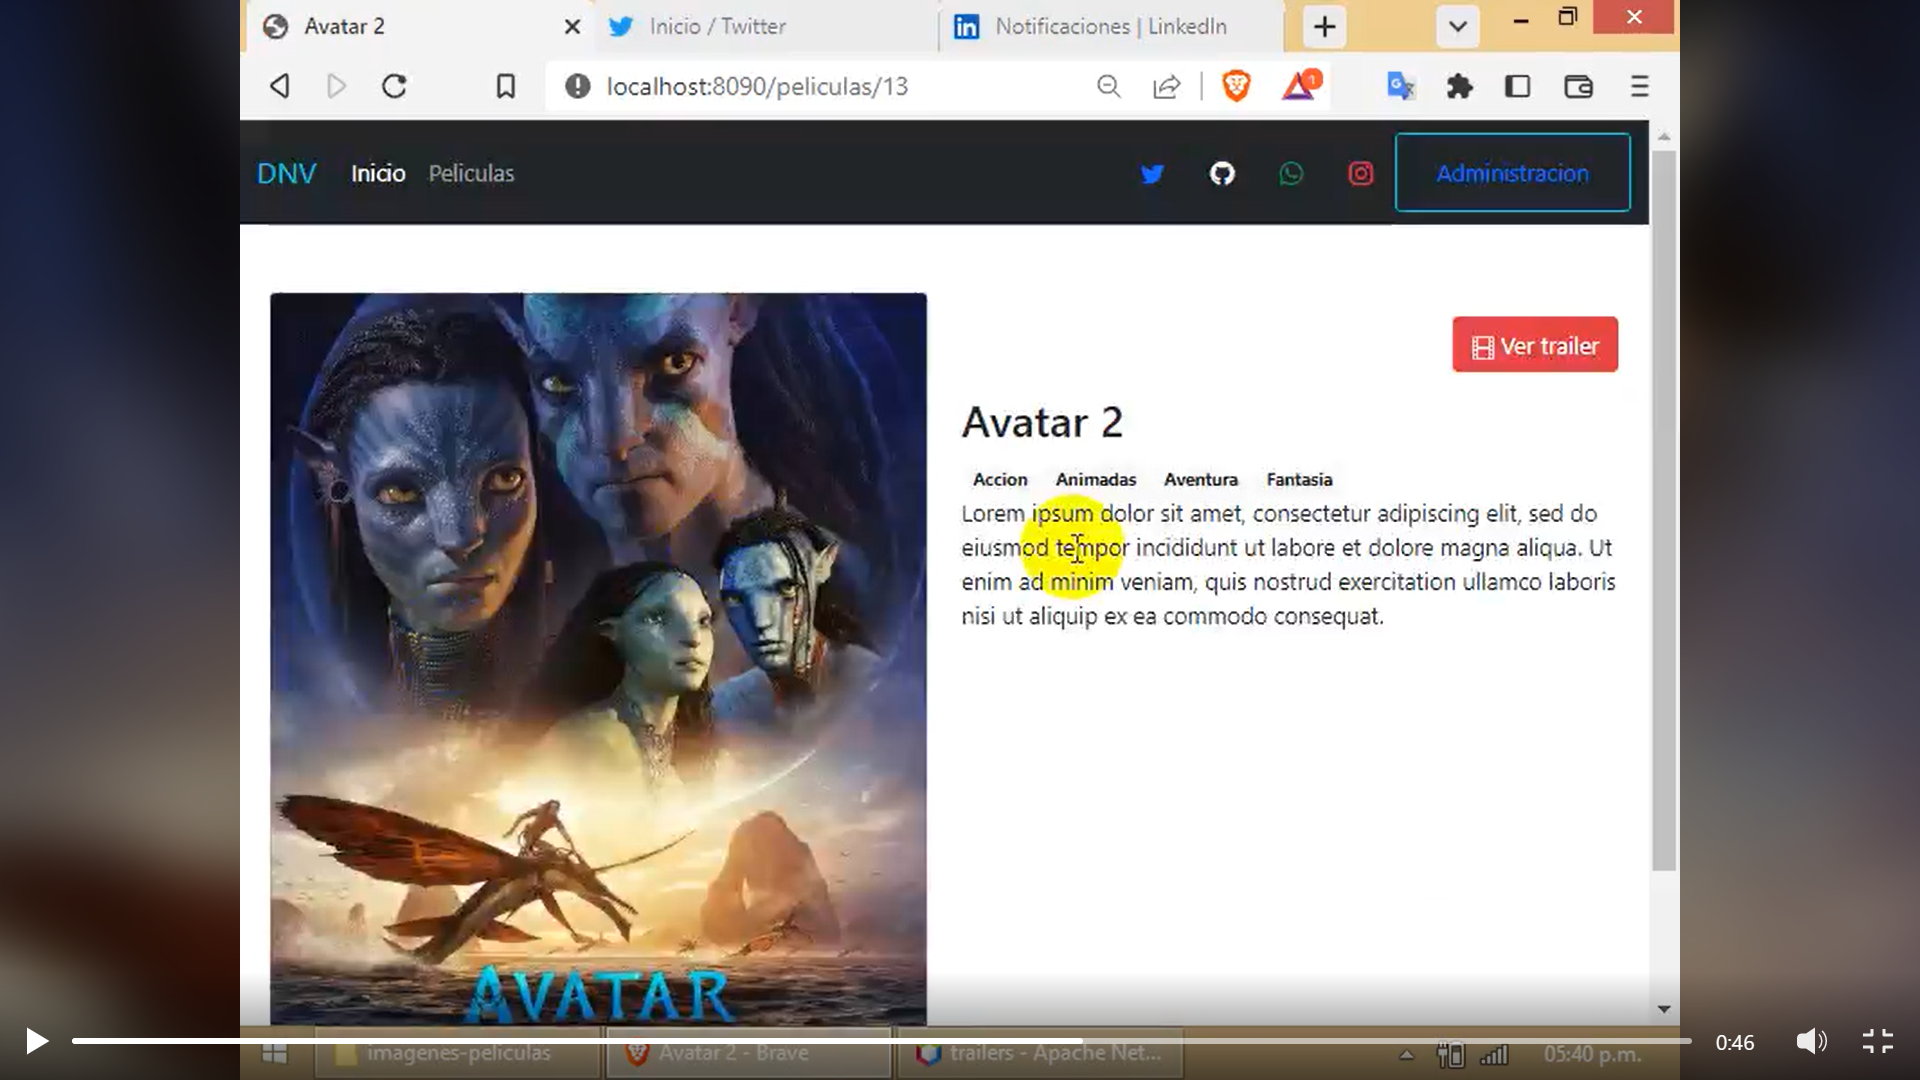 Avatar 2
Inicio / Twitter
Notificaciones | LinkedIn
localhost:8090/peliculas/13
1
DNV Inicio Peliculas
Administracion
Ver trailer
Avatar 2
Accion Animadas Aventura Fantasia
Lorem ipsum dolor sit amet, consectetur adipiscing elit, sed do
eiusmod tempor incididunt ut labore et dolore magna aliqua. Ut
enim ad minim veniam, quis nostrud exercitation ullamco laboris
nisi ut aliquip ex ea commodo consequat.
AVATAR
0:46
imagenes-peliculas
Avatar 2 - Brave
trailers - Apache Net...
05:40 p.m.